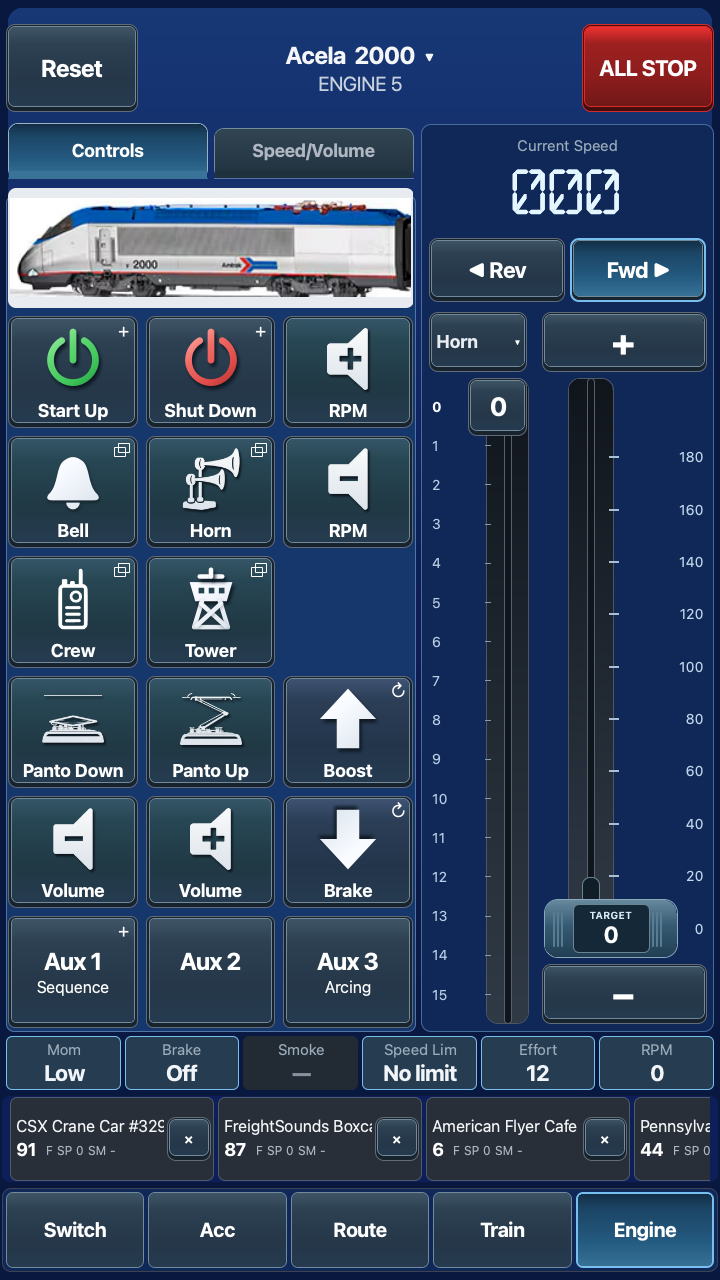 Reset
Acela 2000 ▾
ENGINE 5
ALL STOP
Controls
Speed/Volume
2000
Amtrak
Start Up
Shut Down
RPM
Bell
Horn
RPM
Crew
Tower
Panto Down
Panto Up
Boost
Volume
Volume
Brake
Aux 1
Sequence
Aux 2
Aux 3
Arcing
Current Speed
000
◀ Rev
Fwd ▶
Horn ▾
+
0
0
1
2
3
4
5
6
7
8
9
10
11
12
13
14
15
180
160
140
120
100
80
60
40
20
0
TARGET
0
−
Mom
Low
Brake
Off
Smoke
—
Speed Lim
No limit
Effort
12
RPM
0
CSX Crane Car #329
91 F SP 0 SM -
×
FreightSounds Boxca
87 F SP 0 SM -
×
American Flyer Cafe
6 F SP 0 SM -
×
Pennsylva
44 F SP 0
Switch
Acc
Route
Train
Engine